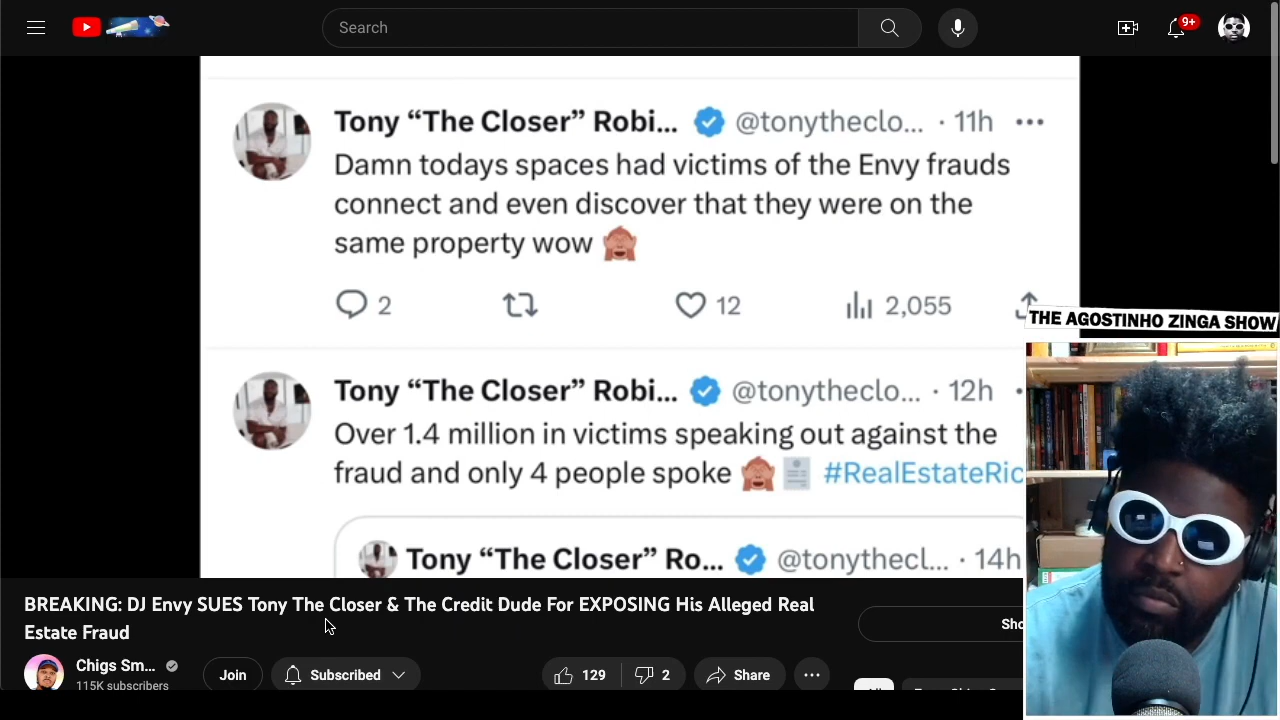 Search
9+
Tony “The Closer” Robi... @tonytheclo... · 11h
Damn todays spaces had victims of the Envy frauds
connect and even discover that they were on the
same property wow
2
12
2,055
THE AGOSTINHO ZINGA SHOW
Tony “The Closer” Robi... @tonytheclo... · 12h
Over 1.4 million in victims speaking out against the
fraud and only 4 people spoke #RealEstateRic
Tony “The Closer” Ro... @tonythecl... · 14h
BREAKING: DJ Envy SUES Tony The Closer & The Credit Dude For EXPOSING His Alleged Real
Estate Fraud
Sho
Chigs Sm...
115K subscribers
Join
Subscribed
129
2
Share